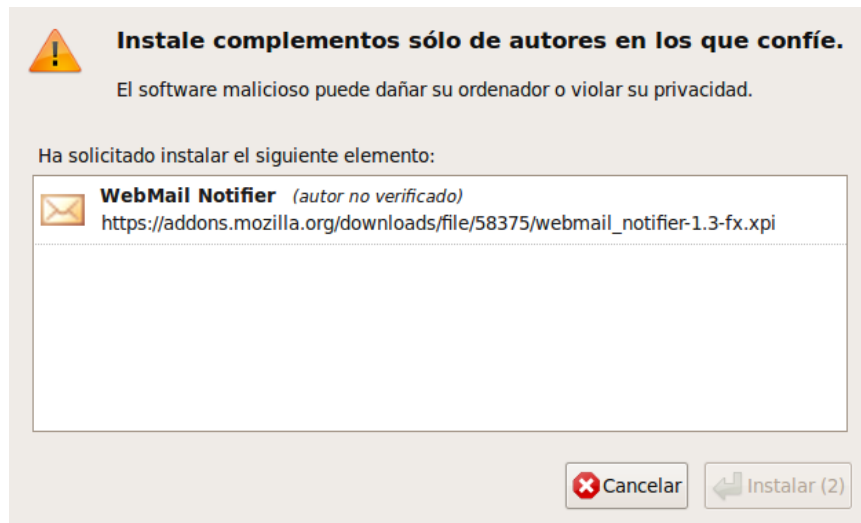 Instale complementos sólo de autores en los que confíe.
El software malicioso puede dañar su ordenador o violar su privacidad.
Ha solicitado instalar el siguiente elemento:
WebMail Notifier (autor no verificado)
https://addons.mozilla.org/downloads/file/58375/webmail_notifier-1.3-fx.xpi
Cancelar Instalar (2)